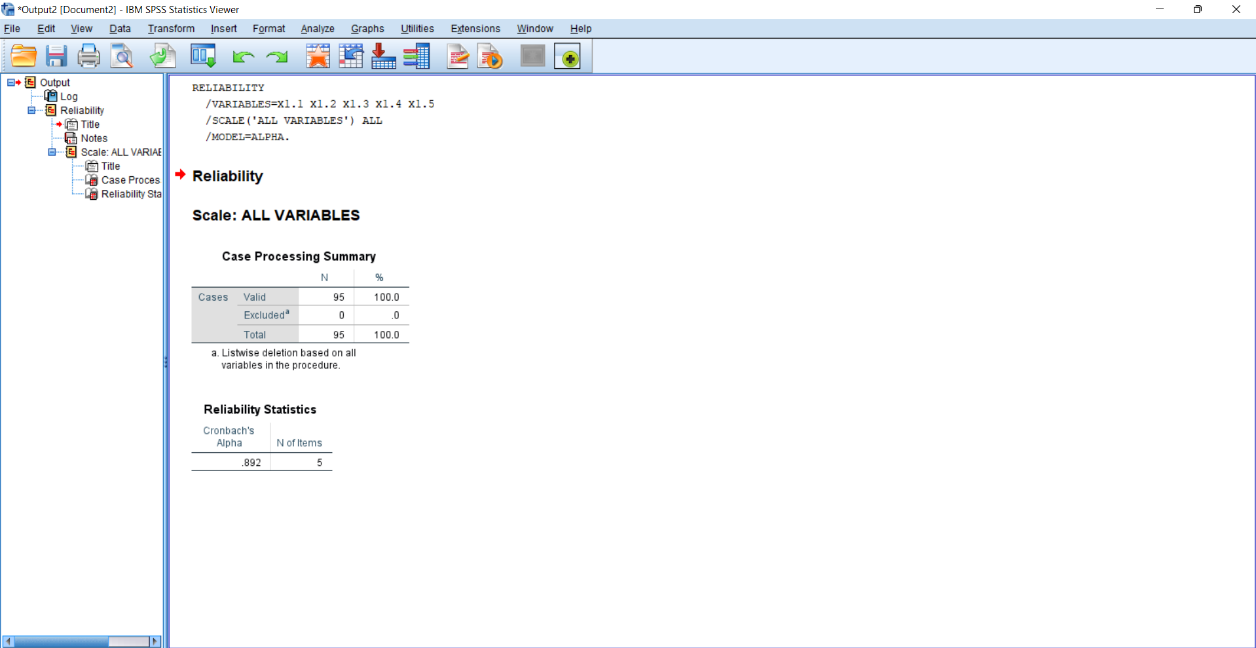 *Output2 [Document2] - IBM SPSS Statistics Viewer
File Edit View Data Transform Insert Format Analyze Graphs Utilities Extensions Window Help
Output
Log
Reliability
Title
Notes
Scale: ALL VARIAE
Title
Case Proces
Reliability Sta
RELIABILITY
/VARIABLES=X1.1 X1.2 X1.3 X1.4 X1.5
/SCALE('ALL VARIABLES') ALL
/MODEL=ALPHA.
Reliability
Scale: ALL VARIABLES
Case Processing Summary
N %
Cases Valid 95 100.0
Excludedª 0 .0
Total 95 100.0
a. Listwise deletion based on all
variables in the procedure.
Reliability Statistics
Cronbach's
Alpha N of Items
.892 5